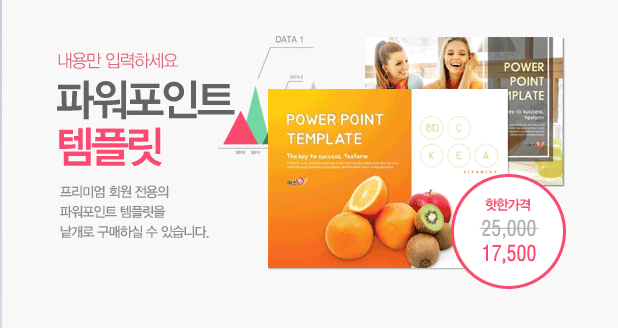 내용만 입력하세요
파워포인트
템플릿
프리미엄 회원 전용의
파워포인트 템플릿을
낱개로 구매하실 수 있습니다.
DATA 1
DATA 2
2010 2011
POWER POINT
TEMPLATE
The key to success. Yesform
B C
K E A
VITAMINS
POWER
POINT
MPLATE
핫한가격
25,000
17,500